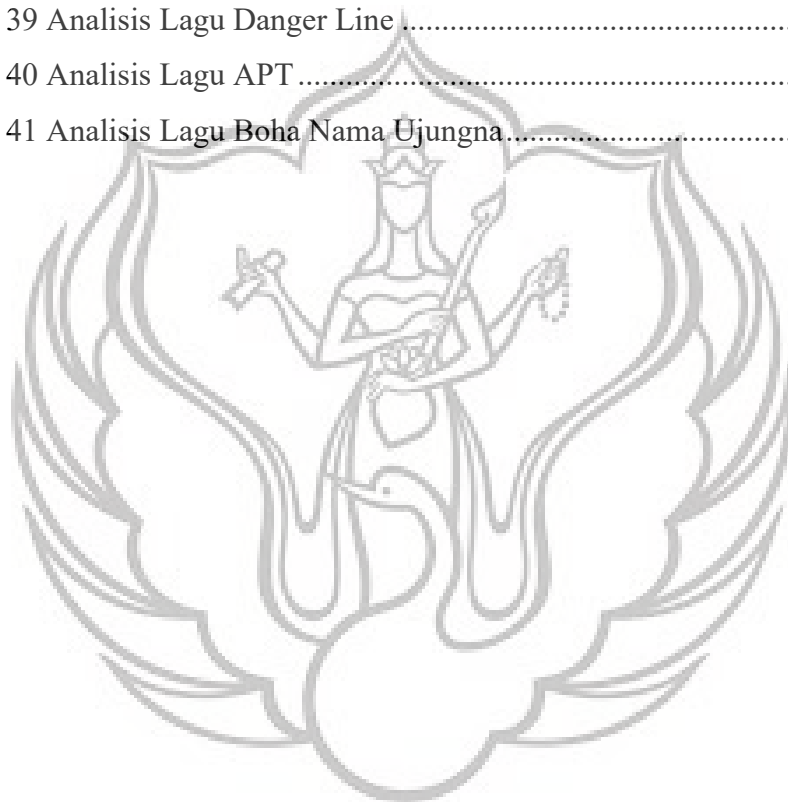 39 Analisis Lagu Danger Line ........................................
40 Analisis Lagu APT ..................................................
41 Analisis Lagu Boha Nama Ujungna .............................